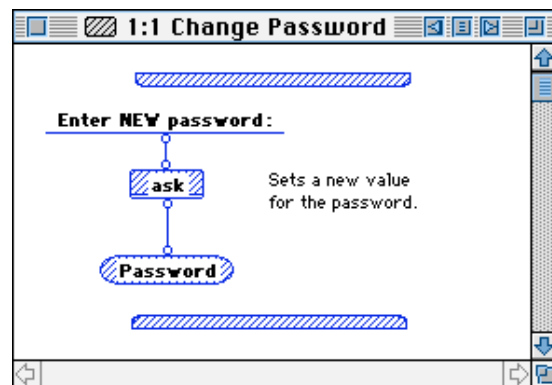 1:1 Change Password
Enter NEW password:
ask
Sets a new value
for the password.
Password